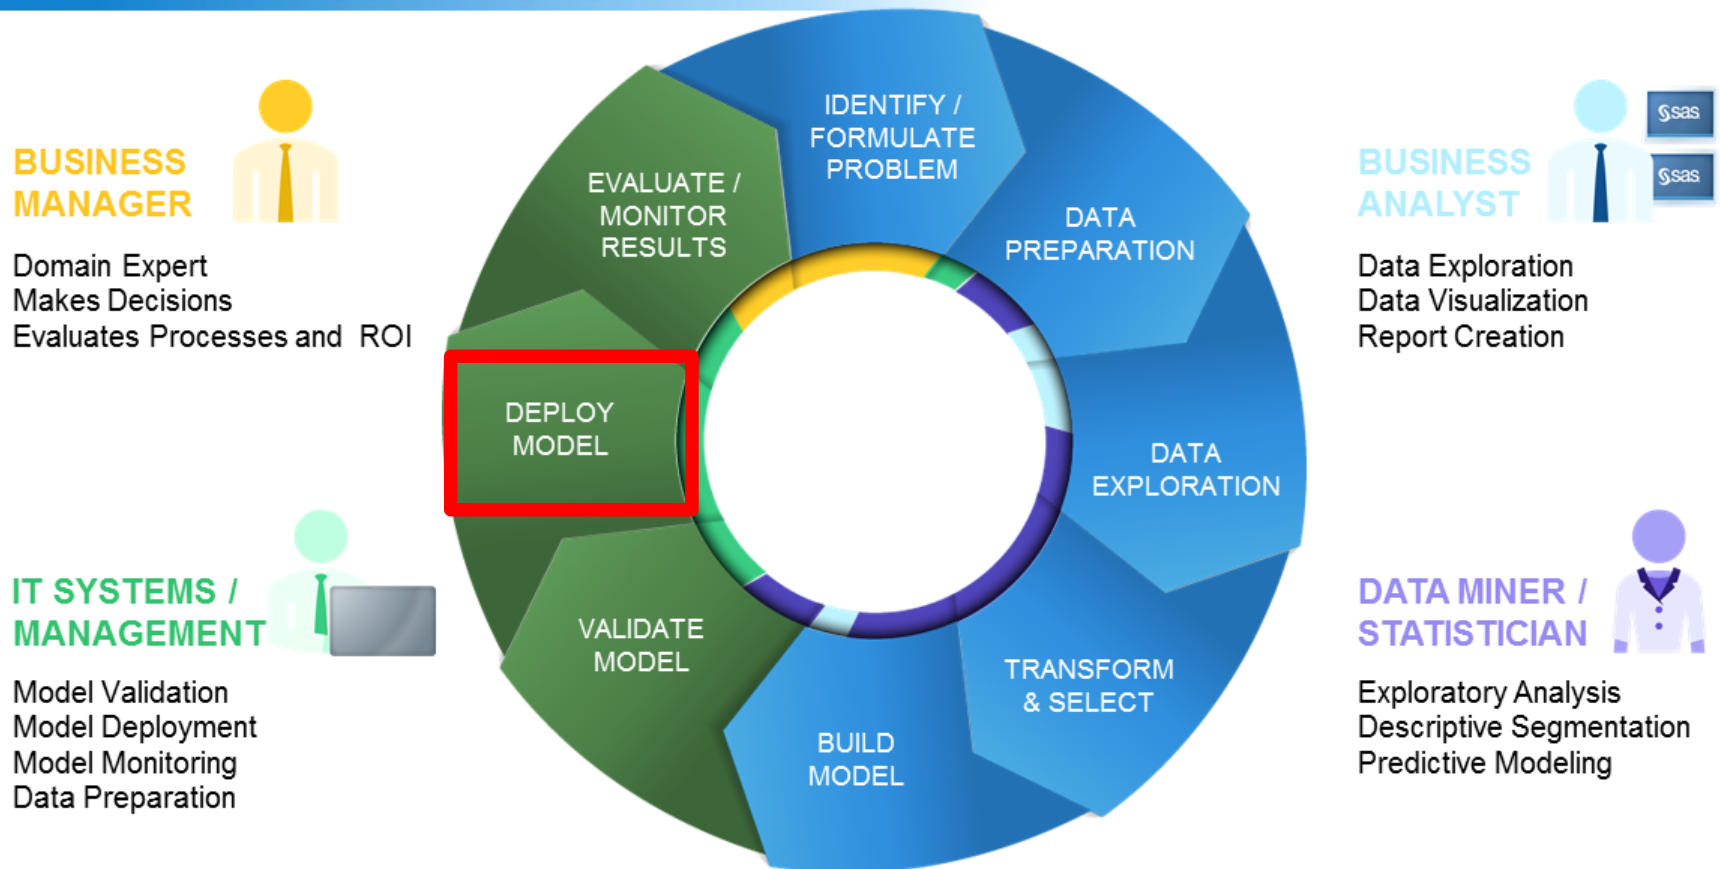 BUSINESS
MANAGER
Domain Expert
Makes Decisions
Evaluates Processes and ROI
IT SYSTEMS /
MANAGEMENT
Model Validation
Model Deployment
Model Monitoring
Data Preparation
IDENTIFY /
FORMULATE
PROBLEM
DATA
PREPARATION
DATA
EXPLORATION
TRANSFORM
& SELECT
BUILD
MODEL
VALIDATE
MODEL
DEPLOY
MODEL
EVALUATE /
MONITOR
RESULTS
BUSINESS
ANALYST
sas
sas
Data Exploration
Data Visualization
Report Creation
DATA MINER /
STATISTICIAN
Exploratory Analysis
Descriptive Segmentation
Predictive Modeling